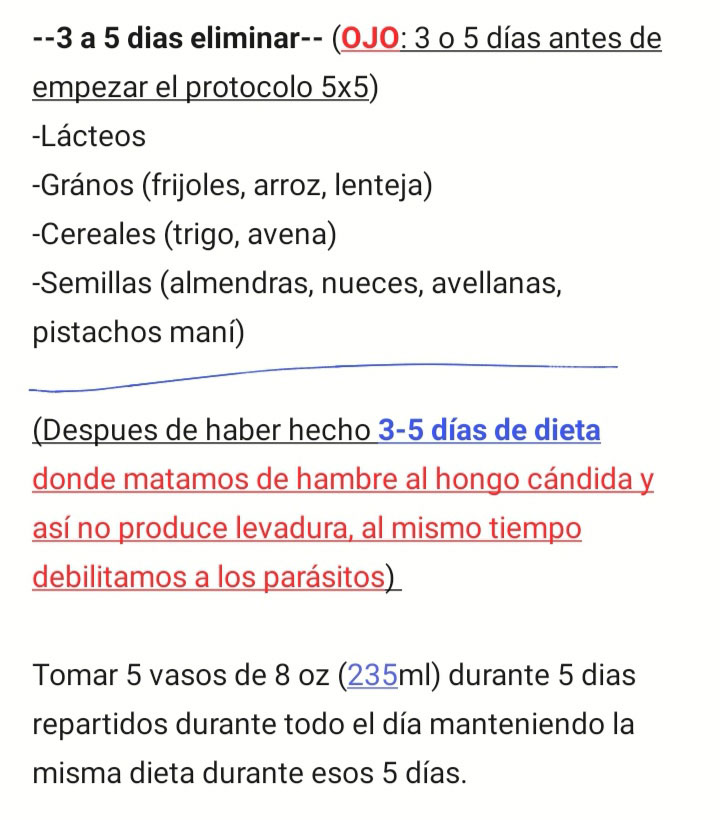 --3 a 5 dias eliminar-- (OJO: 3 o 5 días antes de
empezar el protocolo 5x5)
-Lácteos
-Grános (frijoles, arroz, lenteja)
-Cereales (trigo, avena)
-Semillas (almendras, nueces, avellanas,
pistachos maní)
(Despues de haber hecho 3-5 días de dieta
donde matamos de hambre al hongo cándida y
así no produce levadura, al mismo tiempo
debilitamos a los parásitos)
Tomar 5 vasos de 8 oz (235ml) durante 5 dias
repartidos durante todo el día manteniendo la
misma dieta durante esos 5 días.